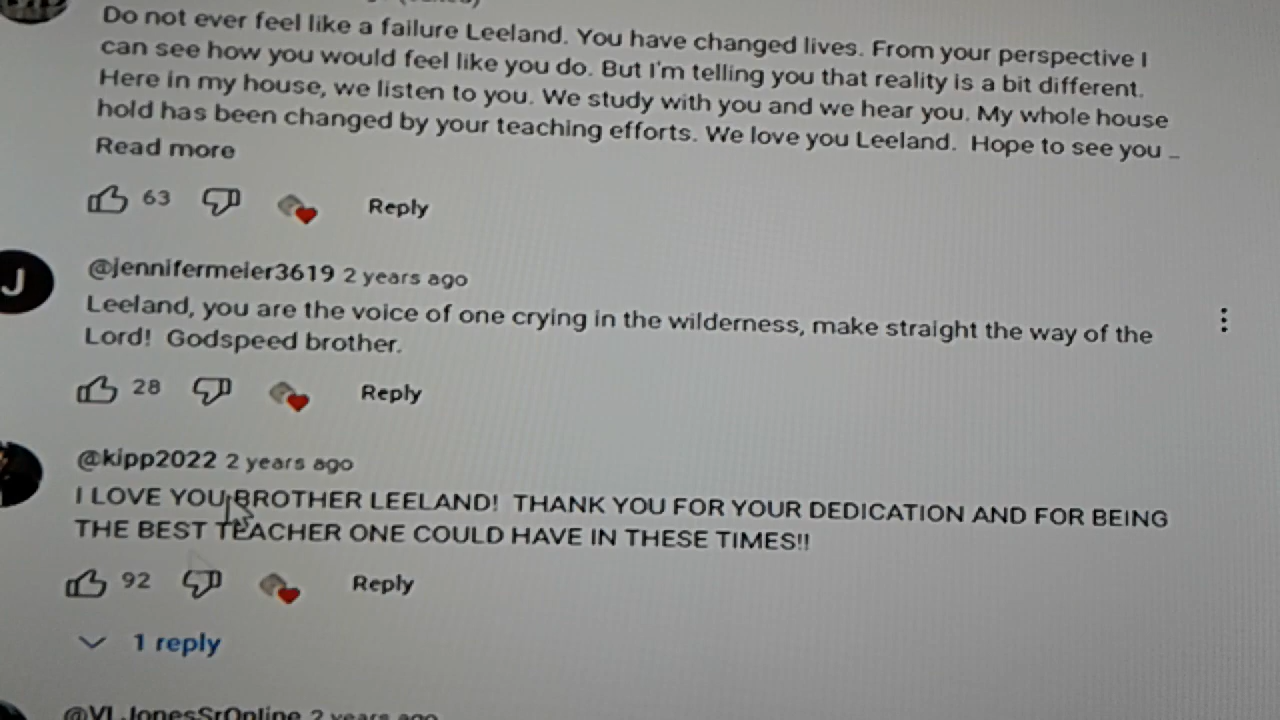 Do not ever feel like a failure Leeland. You have changed lives. From your perspective I
can see how you would feel like you do. But I'm telling you that reality is a bit different.
Here in my house, we listen to you. We study with you and we hear you. My whole house
hold has been changed by your teaching efforts. We love you Leeland. Hope to see you ...
Read more
63 Reply
J
@jennifermeier3619 2 years ago
Leeland, you are the voice of one crying in the wilderness, make straight the way of the
Lord! Godspeed brother.
28 Reply
@kipp2022 2 years ago
I LOVE YOU BROTHER LEELAND! THANK YOU FOR YOUR DEDICATION AND FOR BEING
THE BEST TEACHER ONE COULD HAVE IN THESE TIMES!!
92 Reply
1 reply
@VLJonesSrOnline 2 years ago